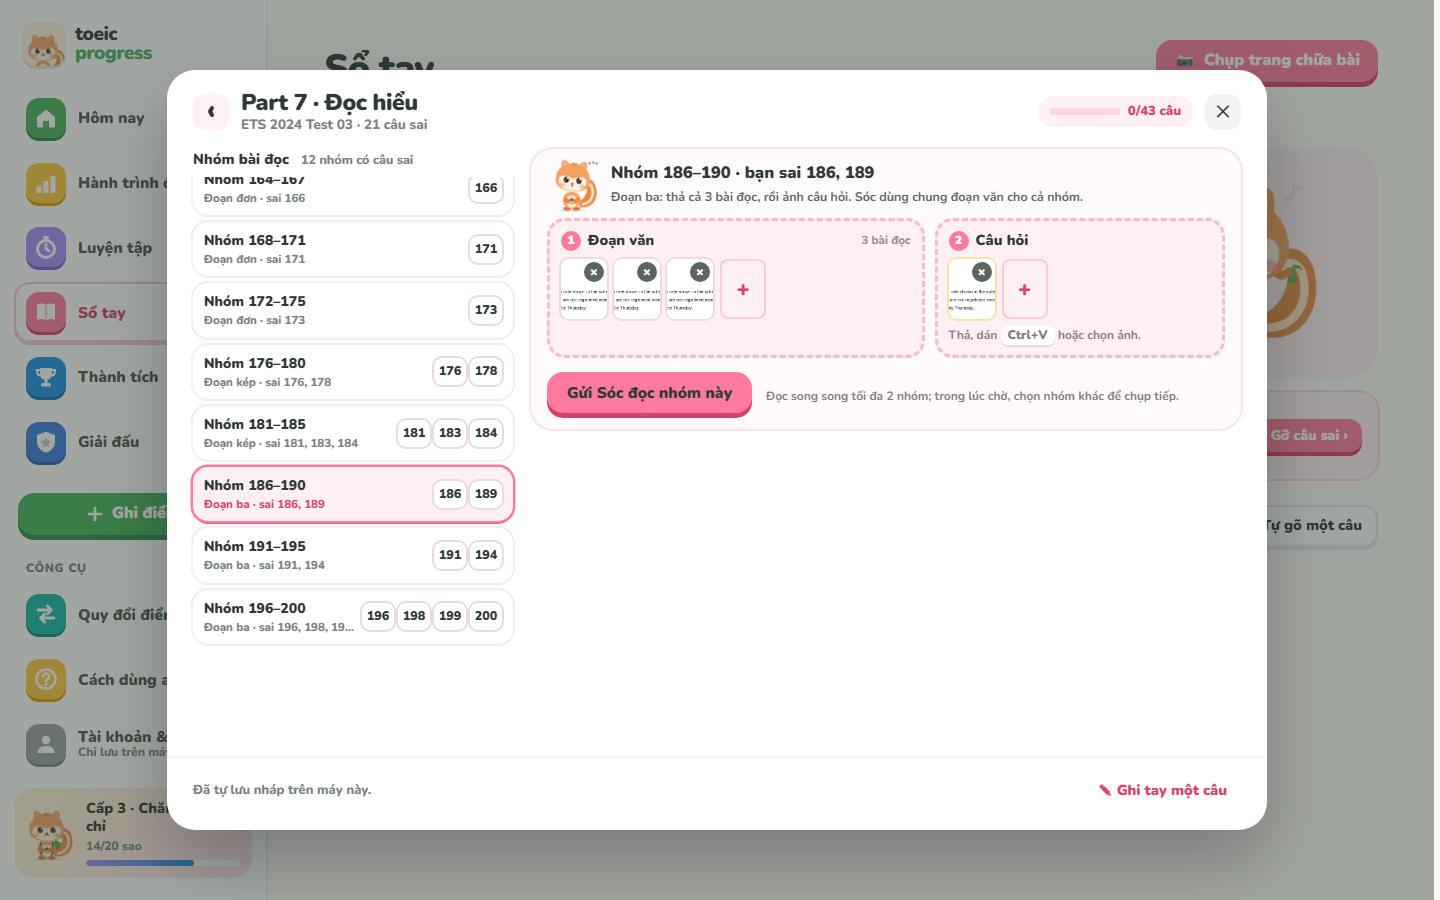 toeic
progress
Hôm nay
Hành trình
Luyện tập
Sổ tay
Thành tích
Giải đấu
Ghi điể
CÔNG CỤ
Quy đổi điể
Cách dùng
Tài khoản &
Chỉ lưu trên máy
Cấp 3 · Chăm
chỉ
14/20 sao
Sổ tay
Chụp trang chữa bài
Gỡ câu sai ›
Tự gõ một câu
Part 7 · Đọc hiểu
ETS 2024 Test 03 · 21 câu sai
0/43 câu
Nhóm bài đọc 12 nhóm có câu sai
Nhóm 164–167
Đoạn đơn · sai 166
166
Nhóm 168–171
Đoạn đơn · sai 171
171
Nhóm 172–175
Đoạn đơn · sai 173
173
Nhóm 176–180
Đoạn kép · sai 176, 178
176 178
Nhóm 181–185
Đoạn kép · sai 181, 183, 184
181 183 184
Nhóm 186–190
Đoạn ba · sai 186, 189
186 189
Nhóm 191–195
Đoạn ba · sai 191, 194
191 194
Nhóm 196–200
Đoạn ba · sai 196, 198, 19...
196 198 199 200
Nhóm 186–190 · bạn sai 186, 189
Đoạn ba: thả cả 3 bài đọc, rồi ảnh câu hỏi. Sóc dùng chung đoạn văn cho cả nhóm.
1 Đoạn văn
3 bài đọc
2 Câu hỏi
Thả, dán Ctrl+V hoặc chọn ảnh.
Gửi Sóc đọc nhóm này
Đọc song song tối đa 2 nhóm; trong lúc chờ, chọn nhóm khác để chụp tiếp.
Đã tự lưu nháp trên máy này.
Ghi tay một câu